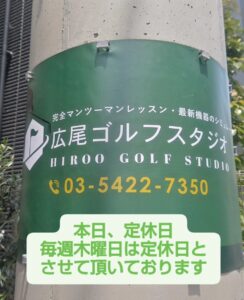 完全マンツーマンレッスン・最新機器のシミュ
広尾ゴルフスタジオ
HIROO GOLF STUDIO
03-5422-7350
本日、定休日
毎週木曜日は定休日と
させて頂いております